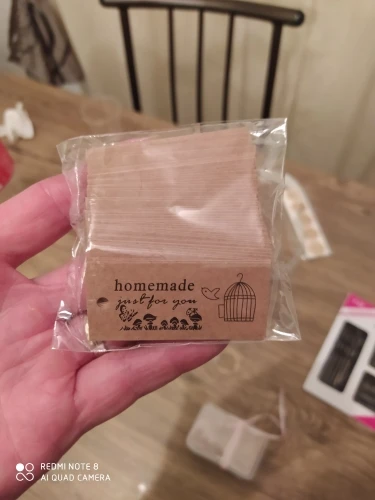 homemade
just for you
REDMI NOTE 8
AI QUAD CAMERA